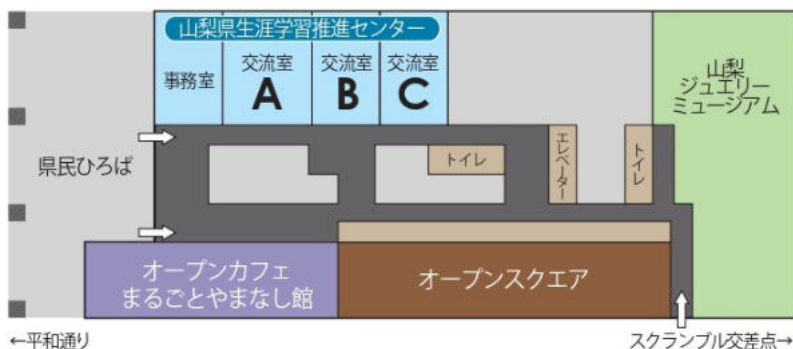 山梨県生涯学習推進センター
事務室
交流室
A
交流室
B
交流室
C
山梨
ジュエリー
ミュージアム
県民ひろば
トイレ
エレベーター
トイレ
オープンカフェ
まるごとやまなし館
オープンスクエア
←平和通り
スクランブル交差点→